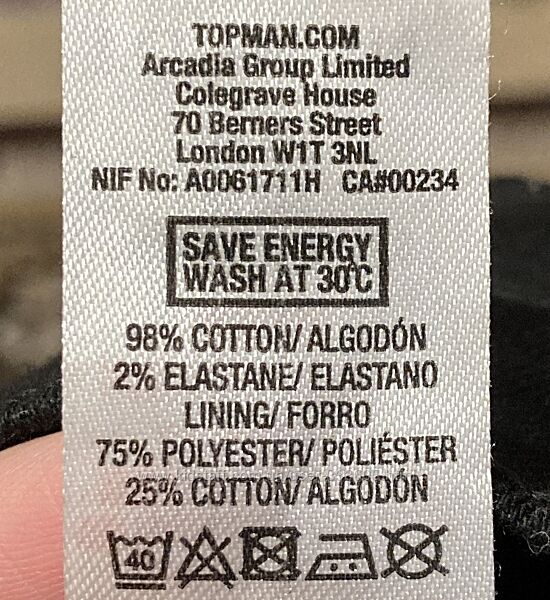 TOPMAN.COM
Arcadia Group Limited
Colegrave House
70 Berners Street
London W1T 3NL
NIF No: A0061711H CA#00234
SAVE ENERGY
WASH AT 30°C
98% COTTON/ ALGODÓN
2% ELASTANE/ ELASTANO
LINING/ FORRO
75% POLYESTER/ POLIÉSTER
25% COTTON/ ALGODÓN
40